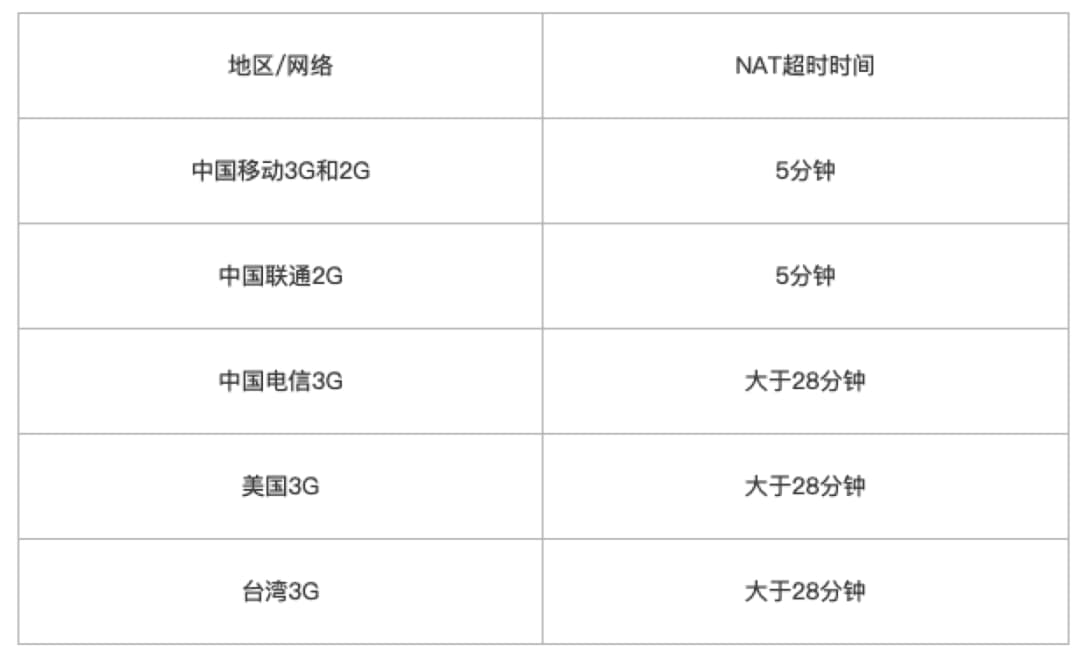 地区/网络 NAT超时时间
中国移动3G和2G 5分钟
中国联通2G 5分钟
中国电信3G 大于28分钟
美国3G 大于28分钟
台湾3G 大于28分钟